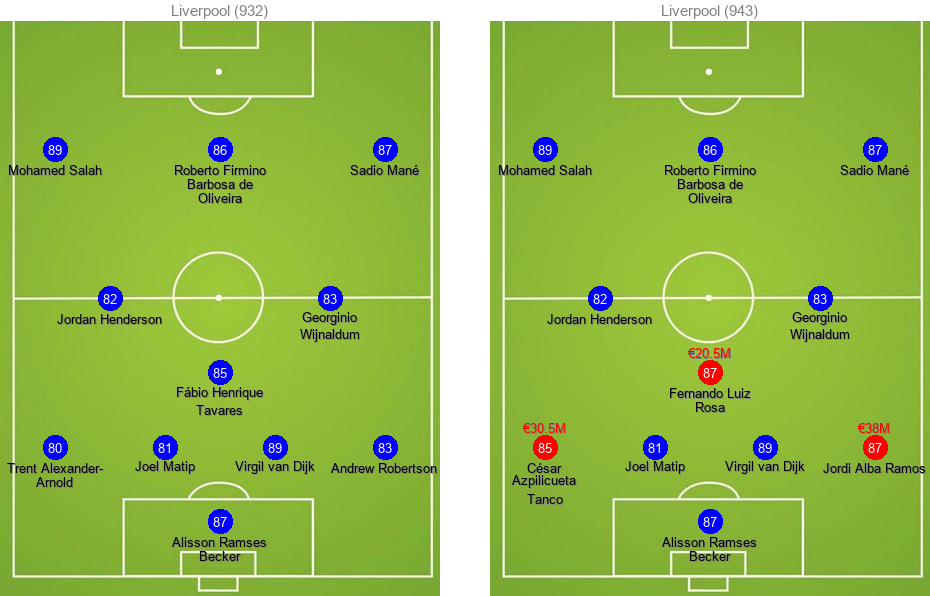 Liverpool (932)
89
Mohamed Salah
86
Roberto Firmino
Barbosa de
Oliveira
87
Sadio Mané
82
Jordan Henderson
83
Georginio
Wijnaldum
85
Fábio Henrique
Tavares
80
Trent Alexander-
Arnold
81
Joel Matip
89
Virgil van Dijk
83
Andrew Robertson
87
Alisson Ramses
Becker
Liverpool (943)
89
Mohamed Salah
86
Roberto Firmino
Barbosa de
Oliveira
87
Sadio Mané
82
Jordan Henderson
83
Georginio
Wijnaldum
€20.5M
87
Fernando Luiz
Rosa
€30.5M
85
César
Azpilicueta
Tanco
81
Joel Matip
89
Virgil van Dijk
€38M
87
Jordi Alba Ramos
87
Alisson Ramses
Becker